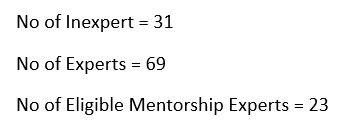 No of Inexpert = 31
No of Experts = 69
No of Eligible Mentorship Experts = 23